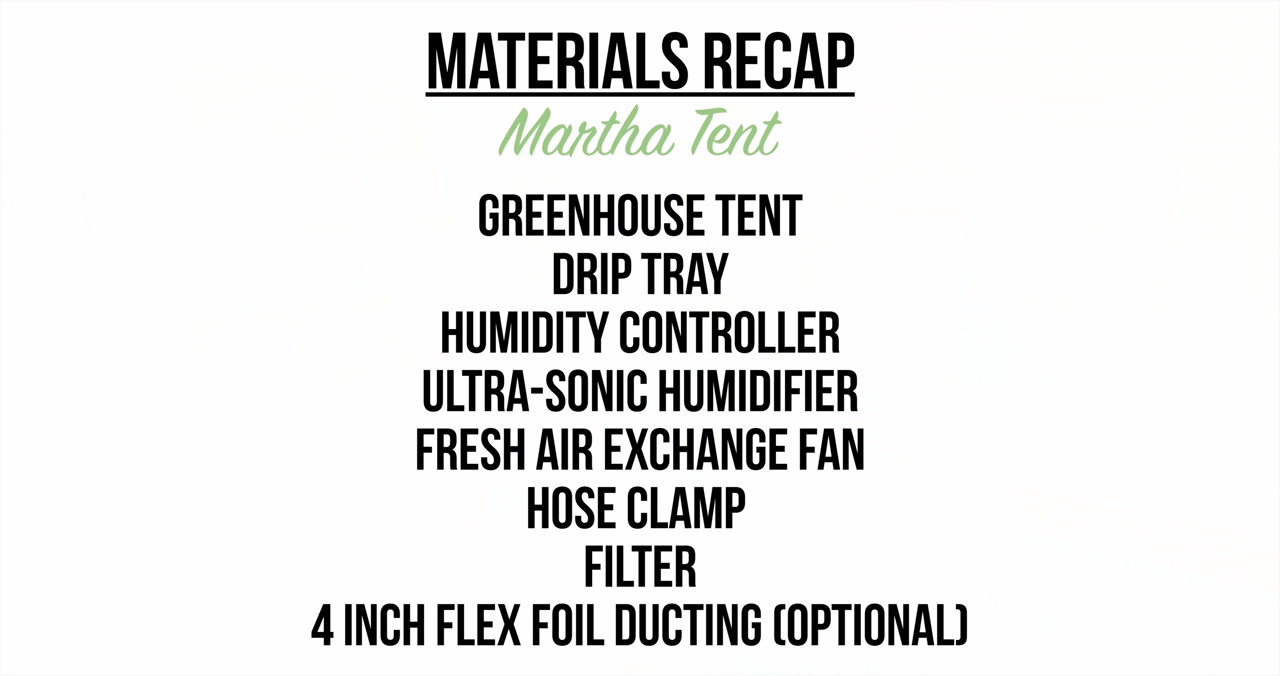 MATERIALS RECAP
Martha Tent
GREENHOUSE TENT
DRIP TRAY
HUMIDITY CONTROLLER
ULTRA-SONIC HUMIDIFIER
FRESH AIR EXCHANGE FAN
HOSE CLAMP
FILTER
4 INCH FLEX FOIL DUCTING (OPTIONAL)